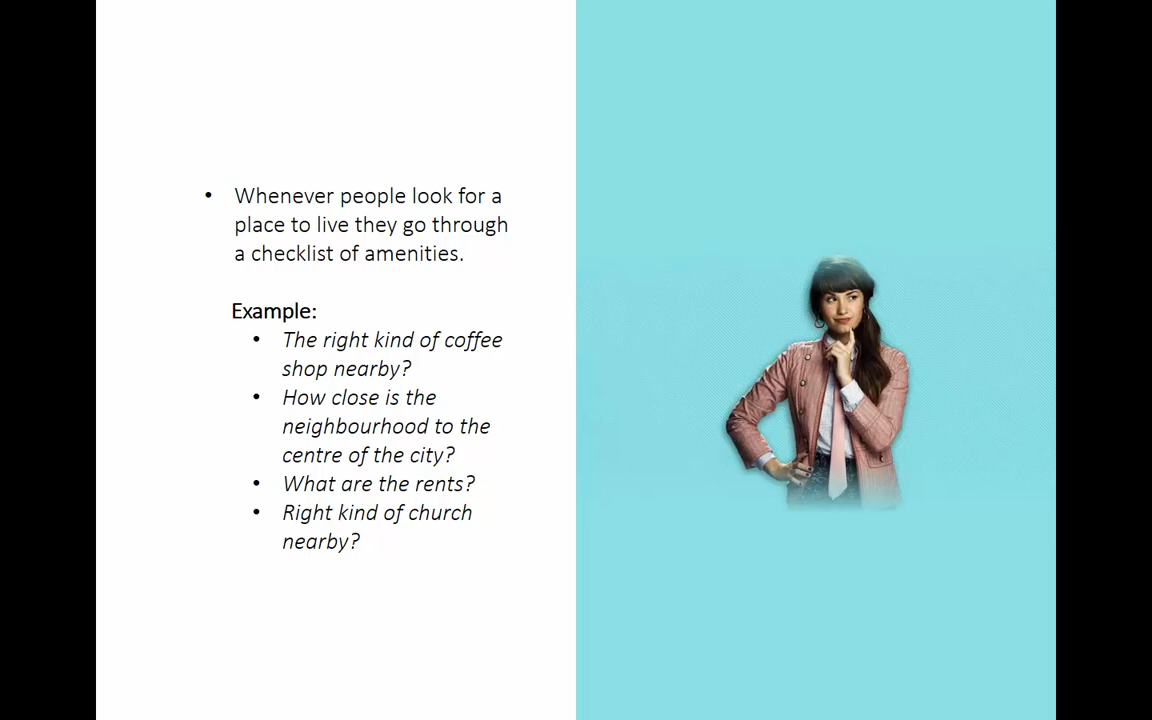 • Whenever people look for a
place to live they go through
a checklist of amenities.
Example:
• The right kind of coffee
shop nearby?
• How close is the
neighbourhood to the
centre of the city?
• What are the rents?
• Right kind of church
nearby?